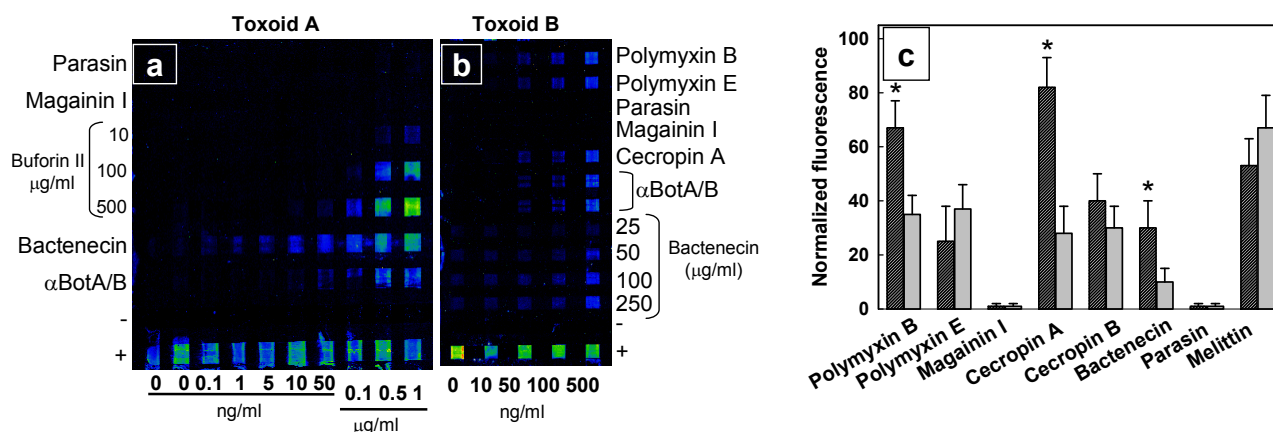 Toxoid A
a
Parasin
Magainin I
Buforin II
μg/ml
10
100
500
Bactenecin
αBotA/B
-
+
0 0 0.1 1 5 10 50
ng/ml
0.1 0.5 1
μg/ml
Toxoid B
b
Polymyxin B
Polymyxin E
Parasin
Magainin I
Cecropin A
αBotA/B
25
50
100
250
Bactenecin
(μg/ml)
-
+
0 10 50 100 500
ng/ml
c
Normalized fluorescence
100
80
60
40
20
0
* * *
Polymyxin B
Polymyxin E
Magainin I
Cecropin A
Cecropin B
Bactenecin
Parasin
Melittin